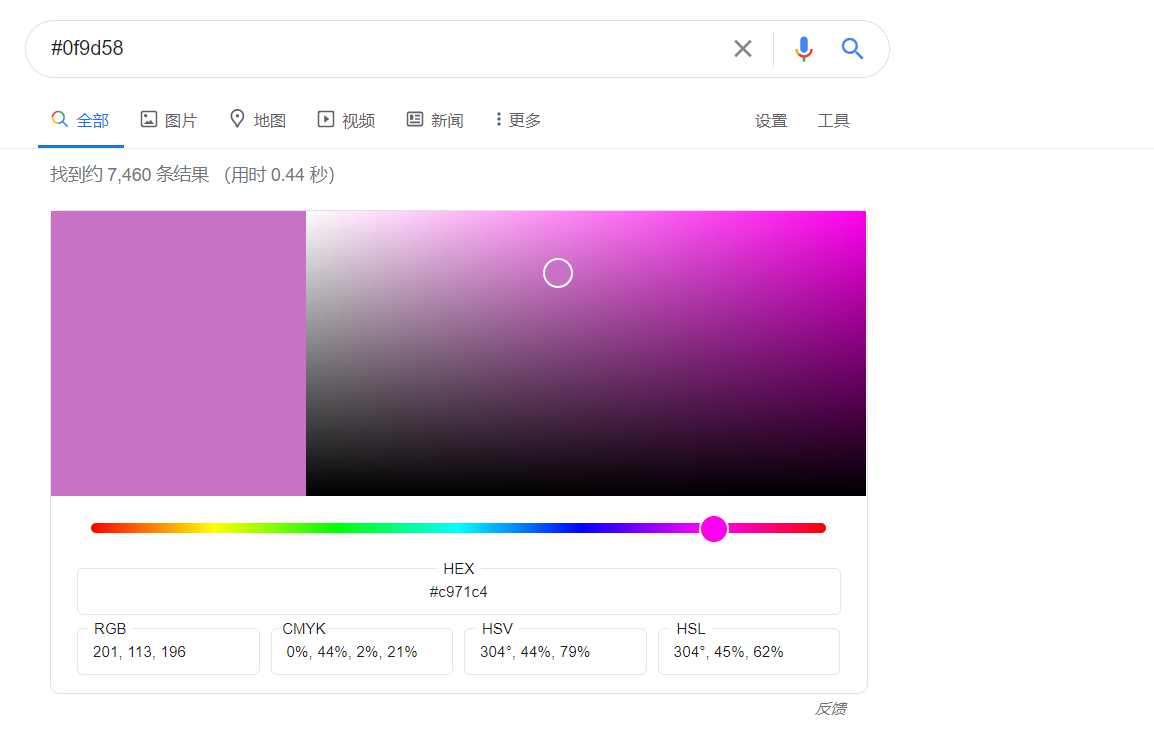 #0f9d58
全部 图片 地图 视频 新闻 更多 设置 工具
找到约 7,460 条结果 （用时 0.44 秒）
HEX
#c971c4
RGB CMYK HSV HSL
201, 113, 196 0%, 44%, 2%, 21% 304°, 44%, 79% 304°, 45%, 62%
反馈